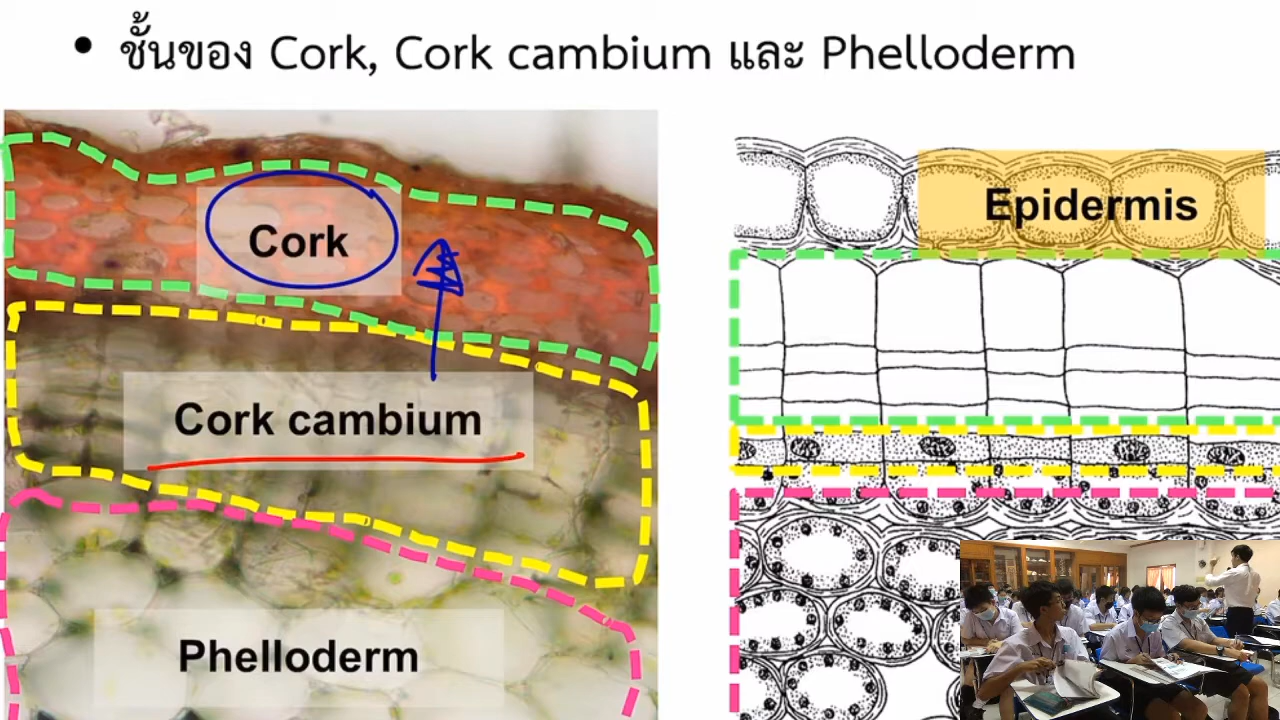 • ชั้นของ Cork, Cork cambium และ Phelloderm
Cork
Epidermis
Cork cambium
Phelloderm